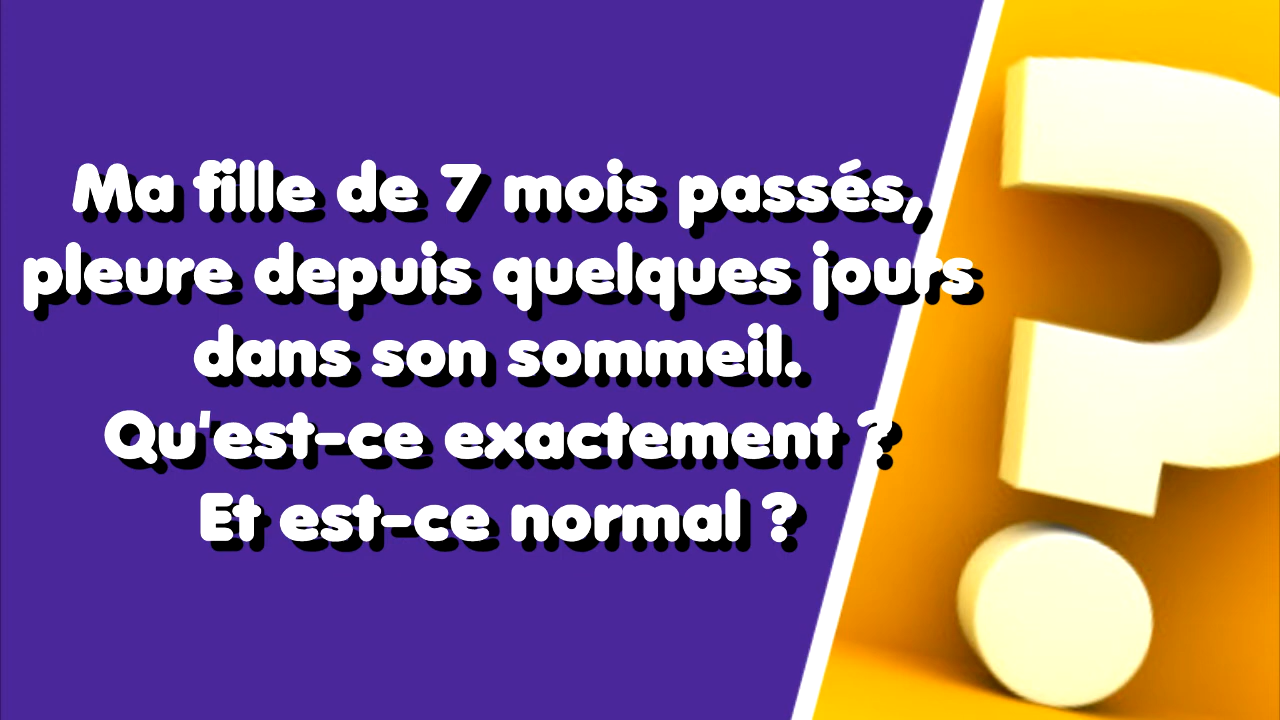 Ma fille de 7 mois passés,
pleure depuis quelques jours
dans son sommeil.
Qu'est-ce exactement ?
Et est-ce normal ?